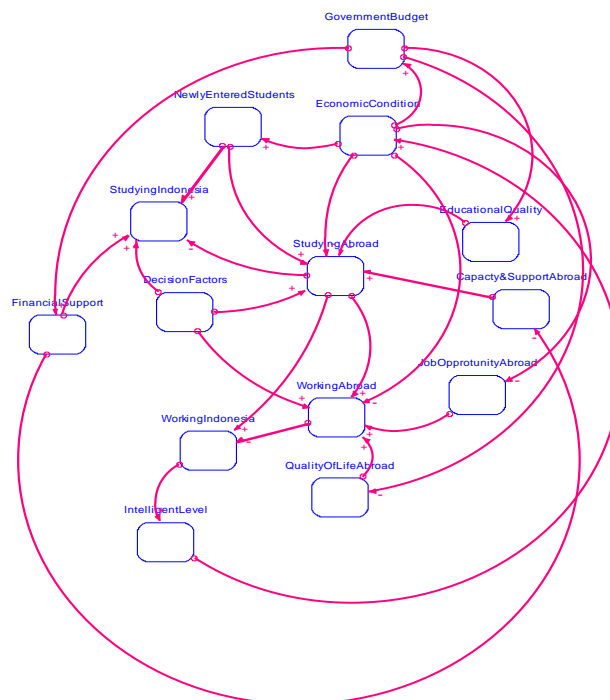 GovernmentBudget
NewlyEnteredStudents
EconomicCondition
StudyingIndonesia
EducationalQuality
StudyingAbroad
DecisionFactors
Capacty&SupportAbroad
FinancialSupport
JobOpprotunityAbroad
WorkingAbroad
WorkingIndonesia
QualityOfLifeAbroad
IntelligentLevel